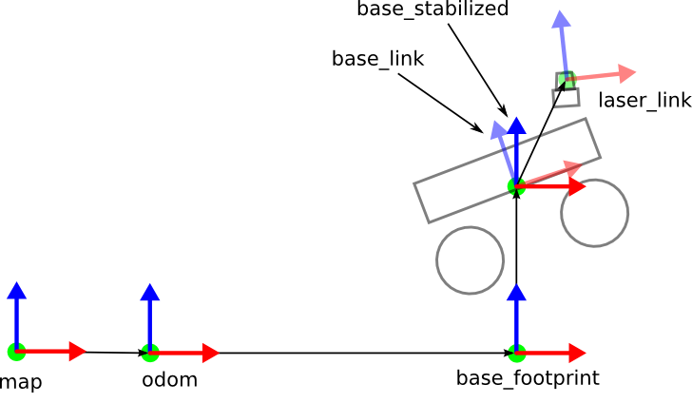 base_stabilized
base_link
laser_link
map
odom
base_footprint